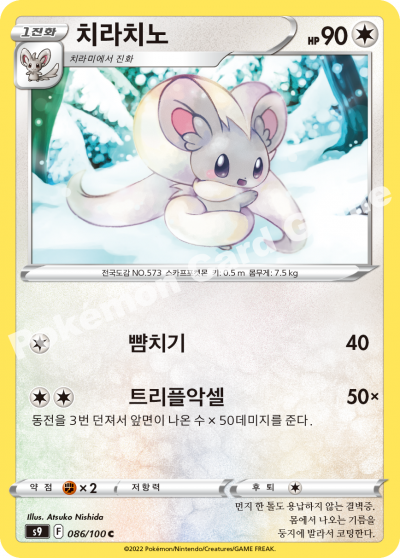 1진화
치라치노
HP 90
치라미에서 진화
전국도감 NO.573 스카프포켓몬 키: 0.5 m 몸무게: 7.5 kg
Pokémon Card Game
뺨치기 40
트리플악셀 50×
동전을 3번 던져서 앞면이 나온 수 × 50데미지를 준다.
약점 ×2 저항력 후퇴
Illus. Atsuko Nishida
s9 F 086/100 C
먼지 한 톨도 용납하지 않는 결벽증.
몸에서 나오는 기름을
둥지에 발라서 코팅한다.
©2022 Pokémon/Nintendo/Creatures/GAME FREAK.